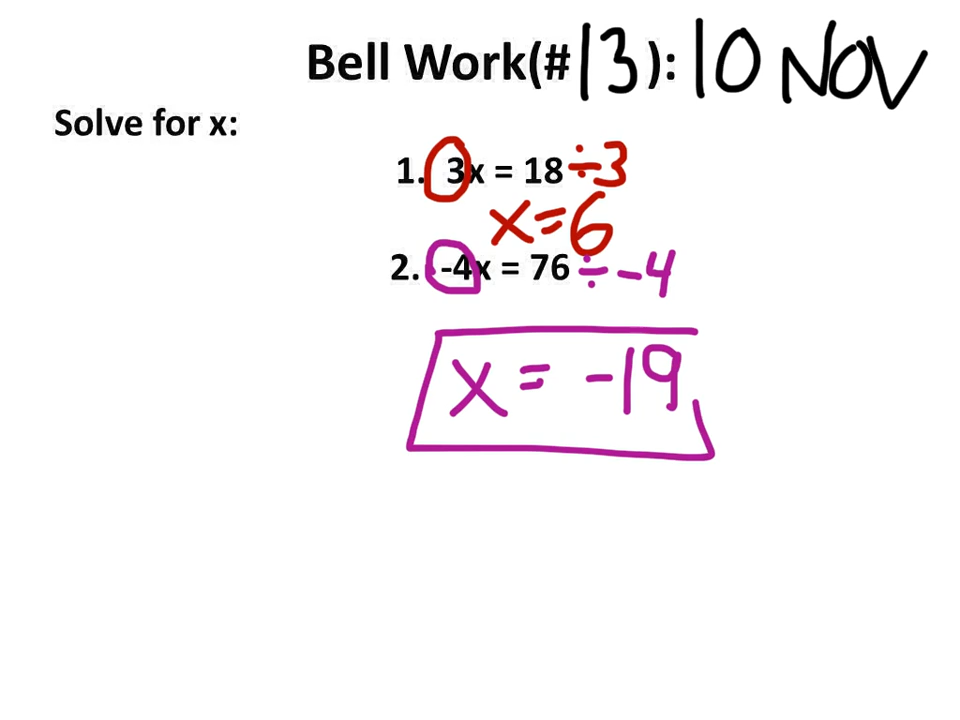 Bell Work(#13): 10 NOV
Solve for x:
1. 3x = 18 ÷3
x=6
2. -4x = 76 ÷ -4
x = -19